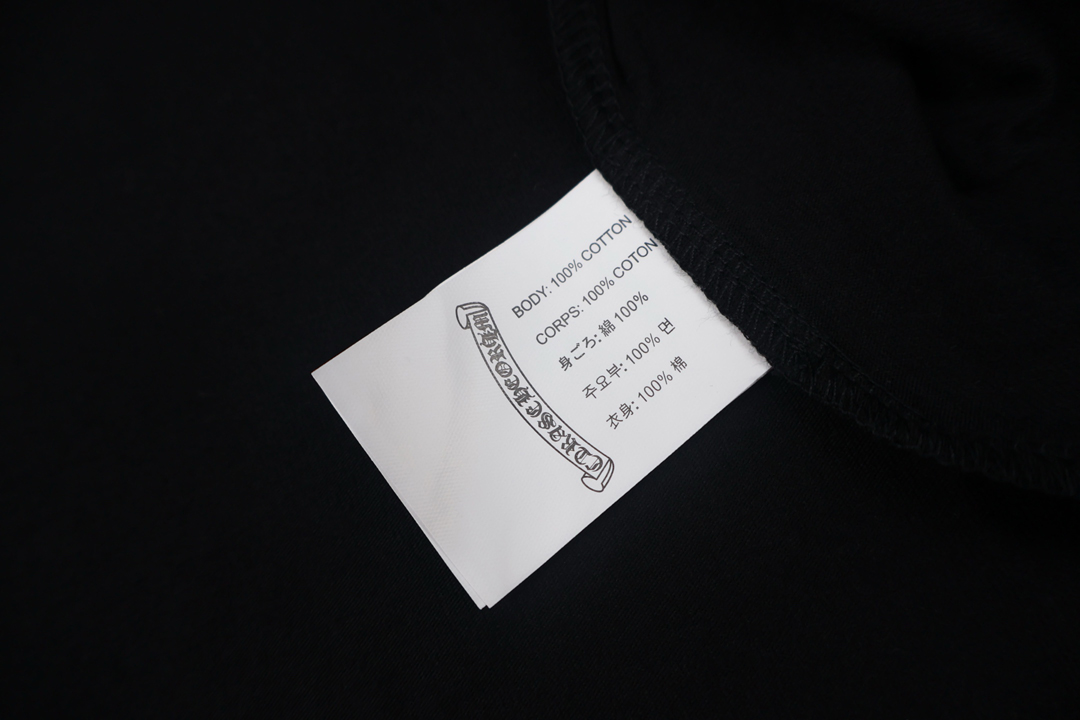 BODY: 100% COTTON
CORPS: 100% COTON
身ごろ: 綿 100%
주요부: 100% 면
衣身: 100% 棉